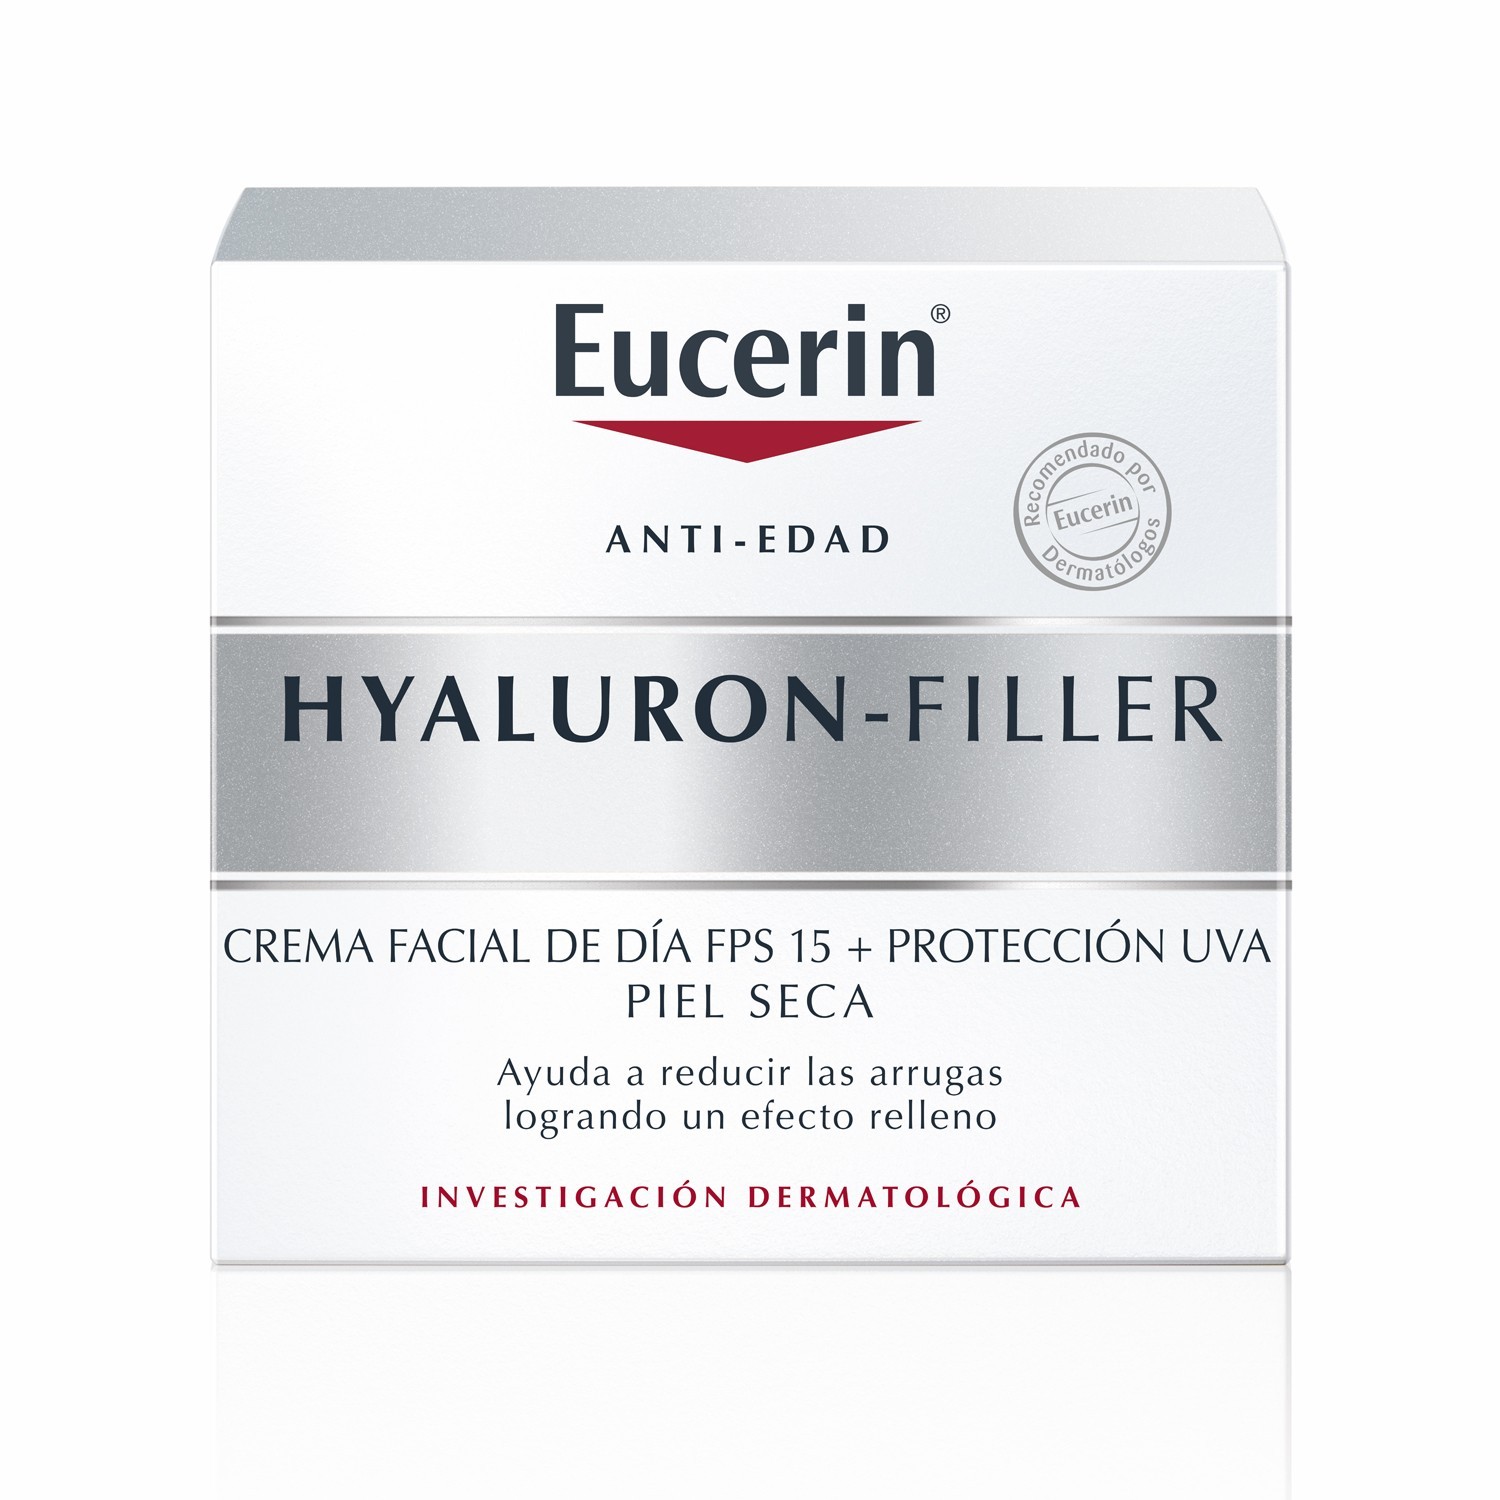 Eucerin®
ANTI-EDAD
Recomendado por
Eucerin
Dermatólogos
HYALURON-FILLER
CREMA FACIAL DE DÍA FPS 15 + PROTECCIÓN UVA
PIEL SECA
Ayuda a reducir las arrugas
logrando un efecto relleno
INVESTIGACIÓN DERMATOLÓGICA